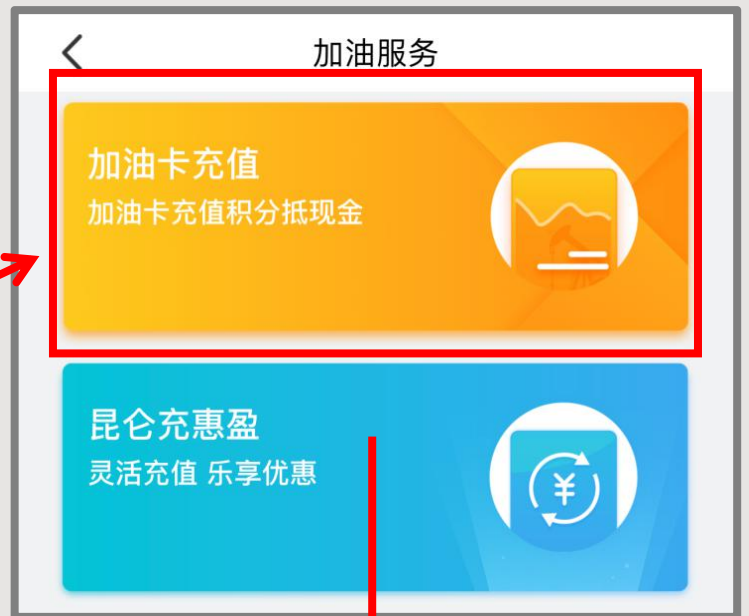 加油服务
加油卡充值
加油卡充值积分抵现金
昆仑充惠盈
灵活充值 乐享优惠
¥